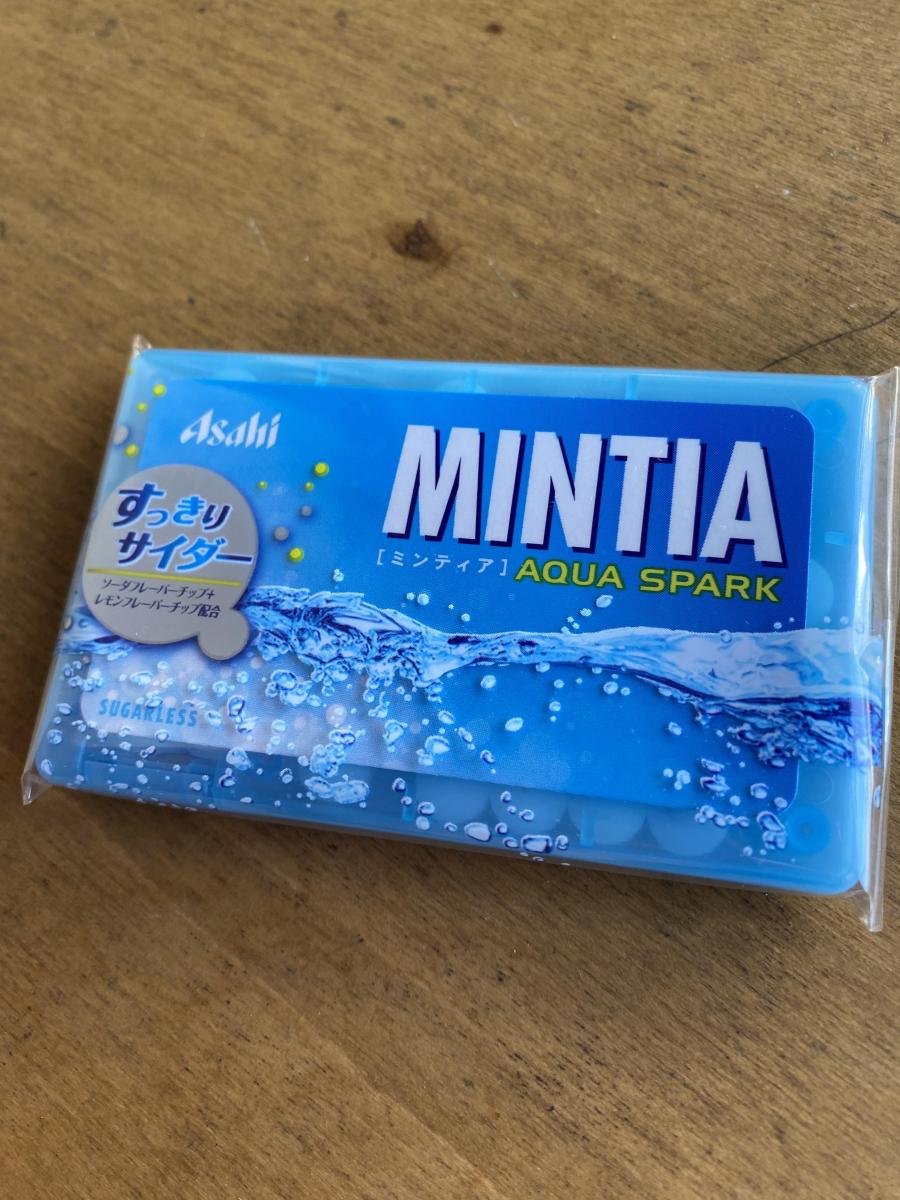 Asahi
MINTIA
[ミンティア]
AQUA SPARK
すっきり
サイダー
ソーダフレーバーチップ+
レモンフレーバーチップ配合
SUGARLESS